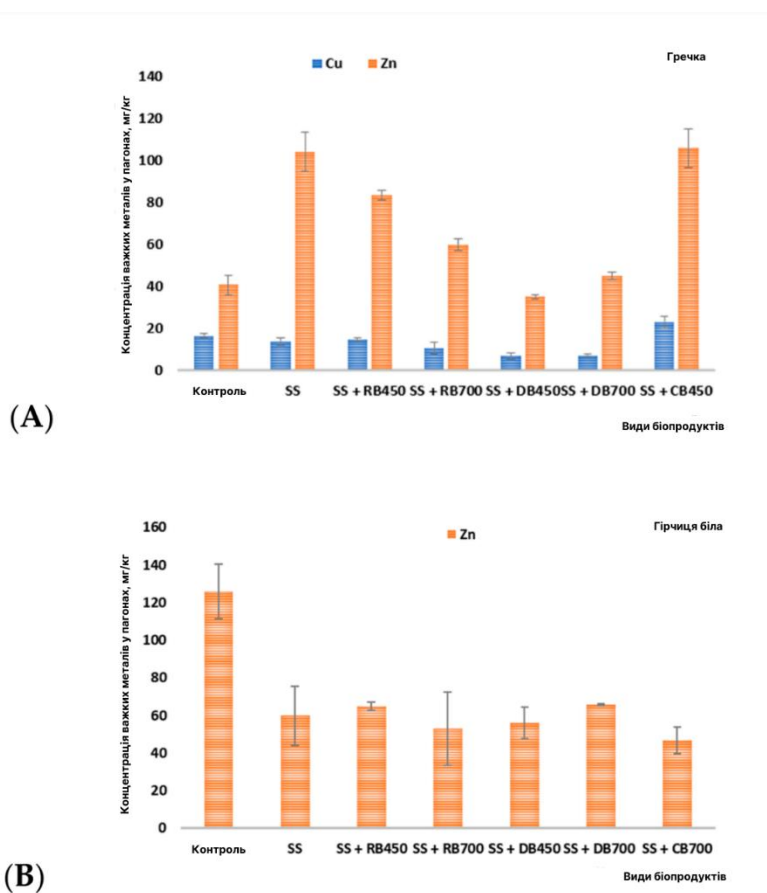 Гречка
Cu Zn
Концентрація важких металів у пагонах, мг/кг
140
120
100
80
60
40
20
0
Контроль SS SS + RB450 SS + RB700 SS + DB450 SS + DB700 SS + CB450
(A)
Види біопродуктів
Гірчиця біла
Zn
Концентрація важких металів у пагонах, мг/кг
160
140
120
100
80
60
40
20
0
Контроль SS SS + RB450 SS + RB700 SS + DB450 SS + DB700 SS + CB700
(B)
Види біопродуктів